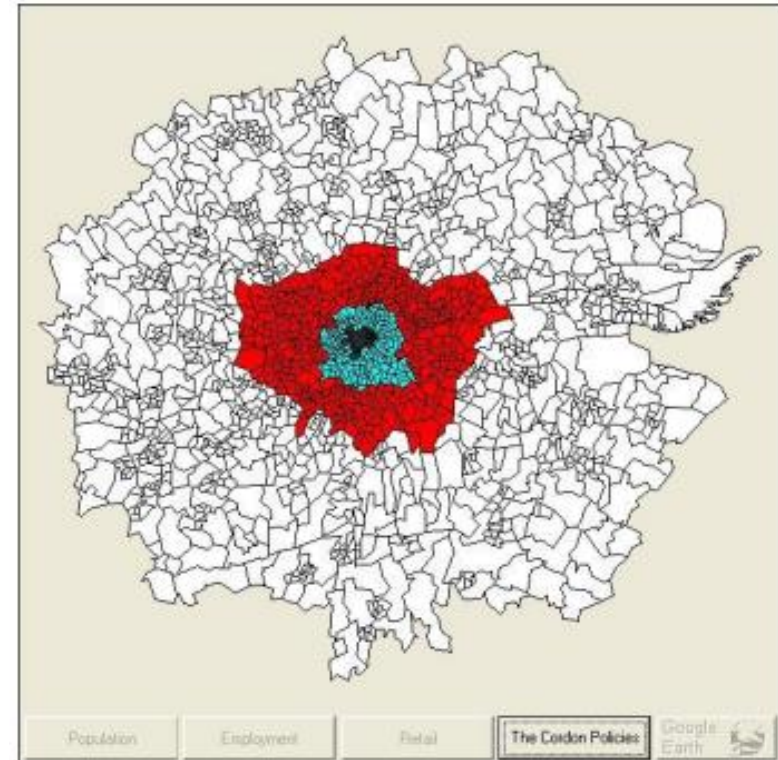 Population
Employment
Retail
The Cordon Policies
Google
Earth